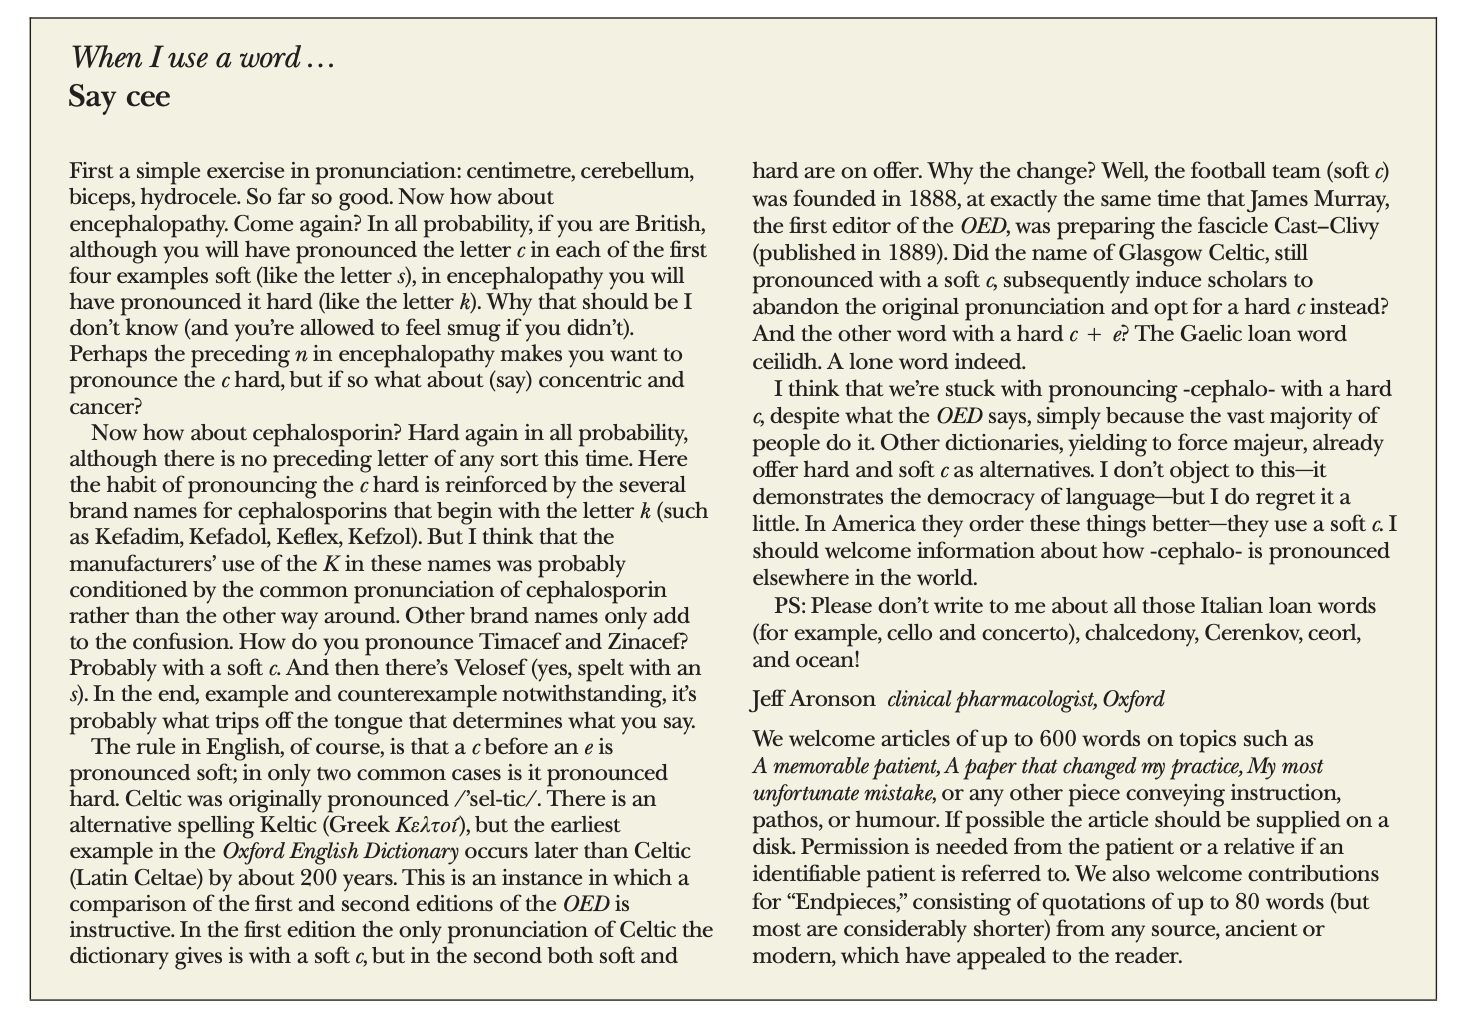 When I use a word …
Say cee
First a simple exercise in pronunciation: centimetre, cerebellum,
biceps, hydrocele. So far so good. Now how about
encephalopathy. Come again? In all probability, if you are British,
although you will have pronounced the letter c in each of the first
four examples soft (like the letter s), in encephalopathy you will
have pronounced it hard (like the letter k). Why that should be I
don’t know (and you’re allowed to feel smug if you didn’t).
Perhaps the preceding n in encephalopathy makes you want to
pronounce the c hard, but if so what about (say) concentric and
cancer?
Now how about cephalosporin? Hard again in all probability,
although there is no preceding letter of any sort this time. Here
the habit of pronouncing the c hard is reinforced by the several
brand names for cephalosporins that begin with the letter k (such
as Kefadim, Kefadol, Keflex, Kefzol). But I think that the
manufacturers’ use of the K in these names was probably
conditioned by the common pronunciation of cephalosporin
rather than the other way around. Other brand names only add
to the confusion. How do you pronounce Timacef and Zinacef?
Probably with a soft c. And then there’s Velosef (yes, spelt with an
s). In the end, example and counterexample notwithstanding, it’s
probably what trips off the tongue that determines what you say.
The rule in English, of course, is that a c before an e is
pronounced soft; in only two common cases is it pronounced
hard. Celtic was originally pronounced /’sel-tic/. There is an
alternative spelling Keltic (Greek Κελτοί), but the earliest
example in the Oxford English Dictionary occurs later than Celtic
(Latin Celtae) by about 200 years. This is an instance in which a
comparison of the first and second editions of the OED is
instructive. In the first edition the only pronunciation of Celtic the
dictionary gives is with a soft c, but in the second both soft and
hard are on offer. Why the change? Well, the football team (soft c)
was founded in 1888, at exactly the same time that James Murray,
the first editor of the OED, was preparing the fascicle Cast–Clivy
(published in 1889). Did the name of Glasgow Celtic, still
pronounced with a soft c, subsequently induce scholars to
abandon the original pronunciation and opt for a hard c instead?
And the other word with a hard c + e? The Gaelic loan word
ceilidh. A lone word indeed.
I think that we’re stuck with pronouncing -cephalo- with a hard
c, despite what the OED says, simply because the vast majority of
people do it. Other dictionaries, yielding to force majeur, already
offer hard and soft c as alternatives. I don’t object to this—it
demonstrates the democracy of language—but I do regret it a
little. In America they order these things better—they use a soft c. I
should welcome information about how -cephalo- is pronounced
elsewhere in the world.
PS: Please don’t write to me about all those Italian loan words
(for example, cello and concerto), chalcedony, Cerenkov, ceorl,
and ocean!
Jeff Aronson clinical pharmacologist, Oxford
We welcome articles of up to 600 words on topics such as
A memorable patient, A paper that changed my practice, My most
unfortunate mistake, or any other piece conveying instruction,
pathos, or humour. If possible the article should be supplied on a
disk. Permission is needed from the patient or a relative if an
identifiable patient is referred to. We also welcome contributions
for “Endpieces,” consisting of quotations of up to 80 words (but
most are considerably shorter) from any source, ancient or
modern, which have appealed to the reader.